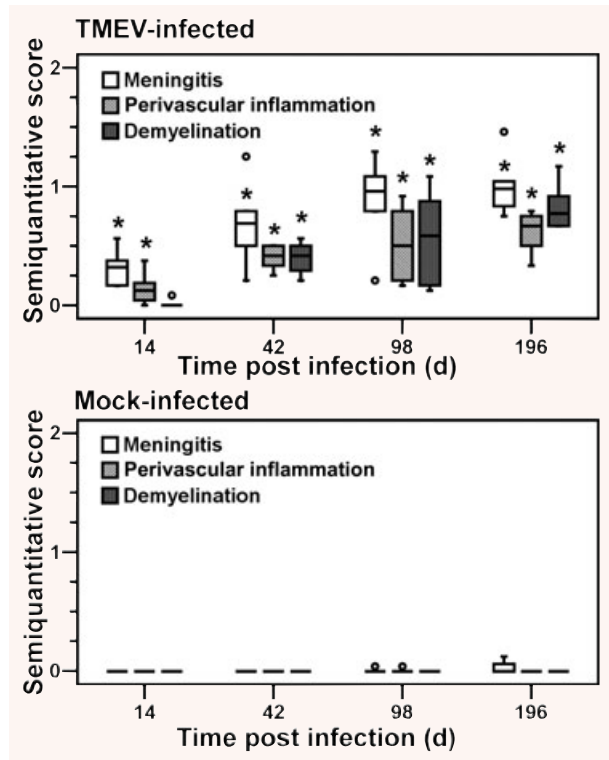 TMEV-infected
Semiquantitative score
2
1
0
Meningitis
Perivascular inflammation
Demyelination
* * * * * * * * * * *
14 42 98 196
Time post infection (d)
Mock-infected
Semiquantitative score
2
1
0
Meningitis
Perivascular inflammation
Demyelination
14 42 98 196
Time post infection (d)